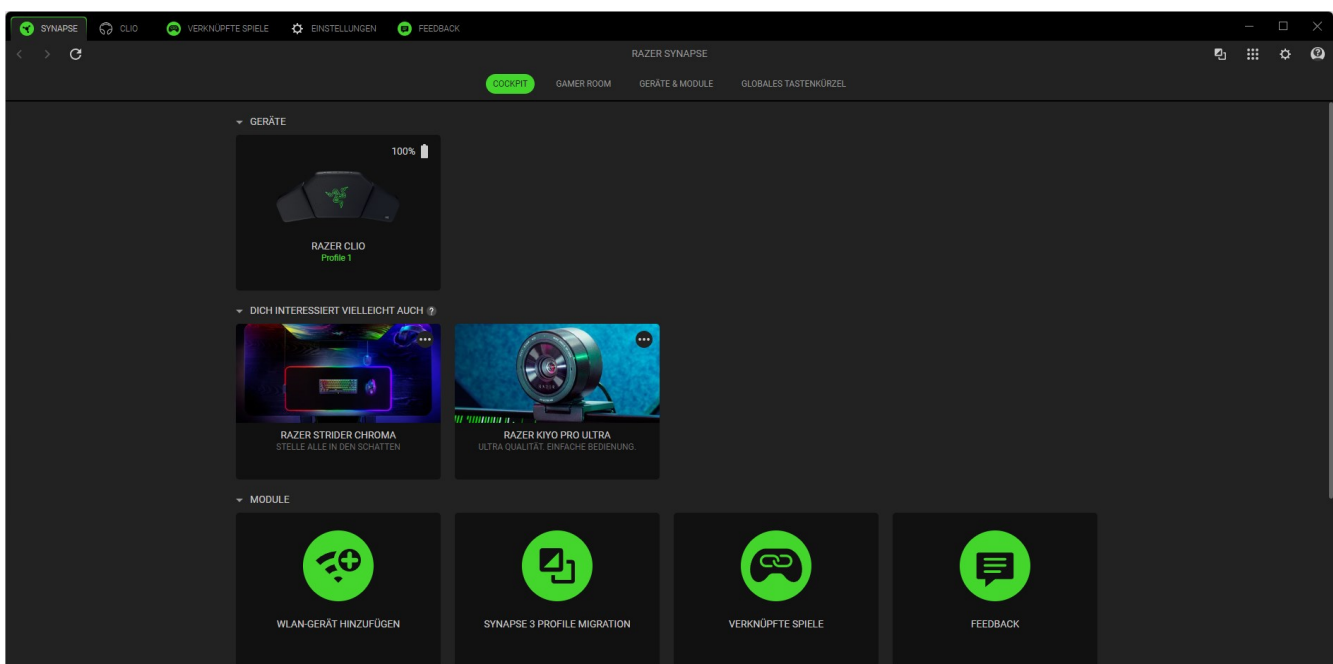 SYNAPSE CLIO VERKNÜPFTE SPIELE EINSTELLUNGEN FEEDBACK
RAZER SYNAPSE
COCKPIT GAMER ROOM GERÄTE & MODULE GLOBALES TASTENKÜRZEL
GERÄTE
100%
RAZER CLIO
Profile 1
DICH INTERESSIERT VIELLEICHT AUCH ?
RAZER STRIDER CHROMA
STELLE ALLE IN DEN SCHATTEN
RAZER KIYO PRO ULTRA
ULTRA QUALITÄT. EINFACHE BEDIENUNG.
MODULE
WLAN-GERÄT HINZUFÜGEN
SYNAPSE 3 PROFILE MIGRATION
VERKNÜPFTE SPIELE
FEEDBACK